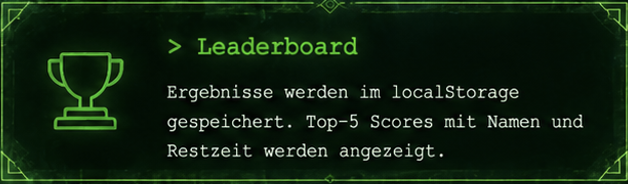 > Leaderboard
Ergebnisse werden im localStorage
gespeichert. Top-5 Scores mit Namen und
Restzeit werden angezeigt.